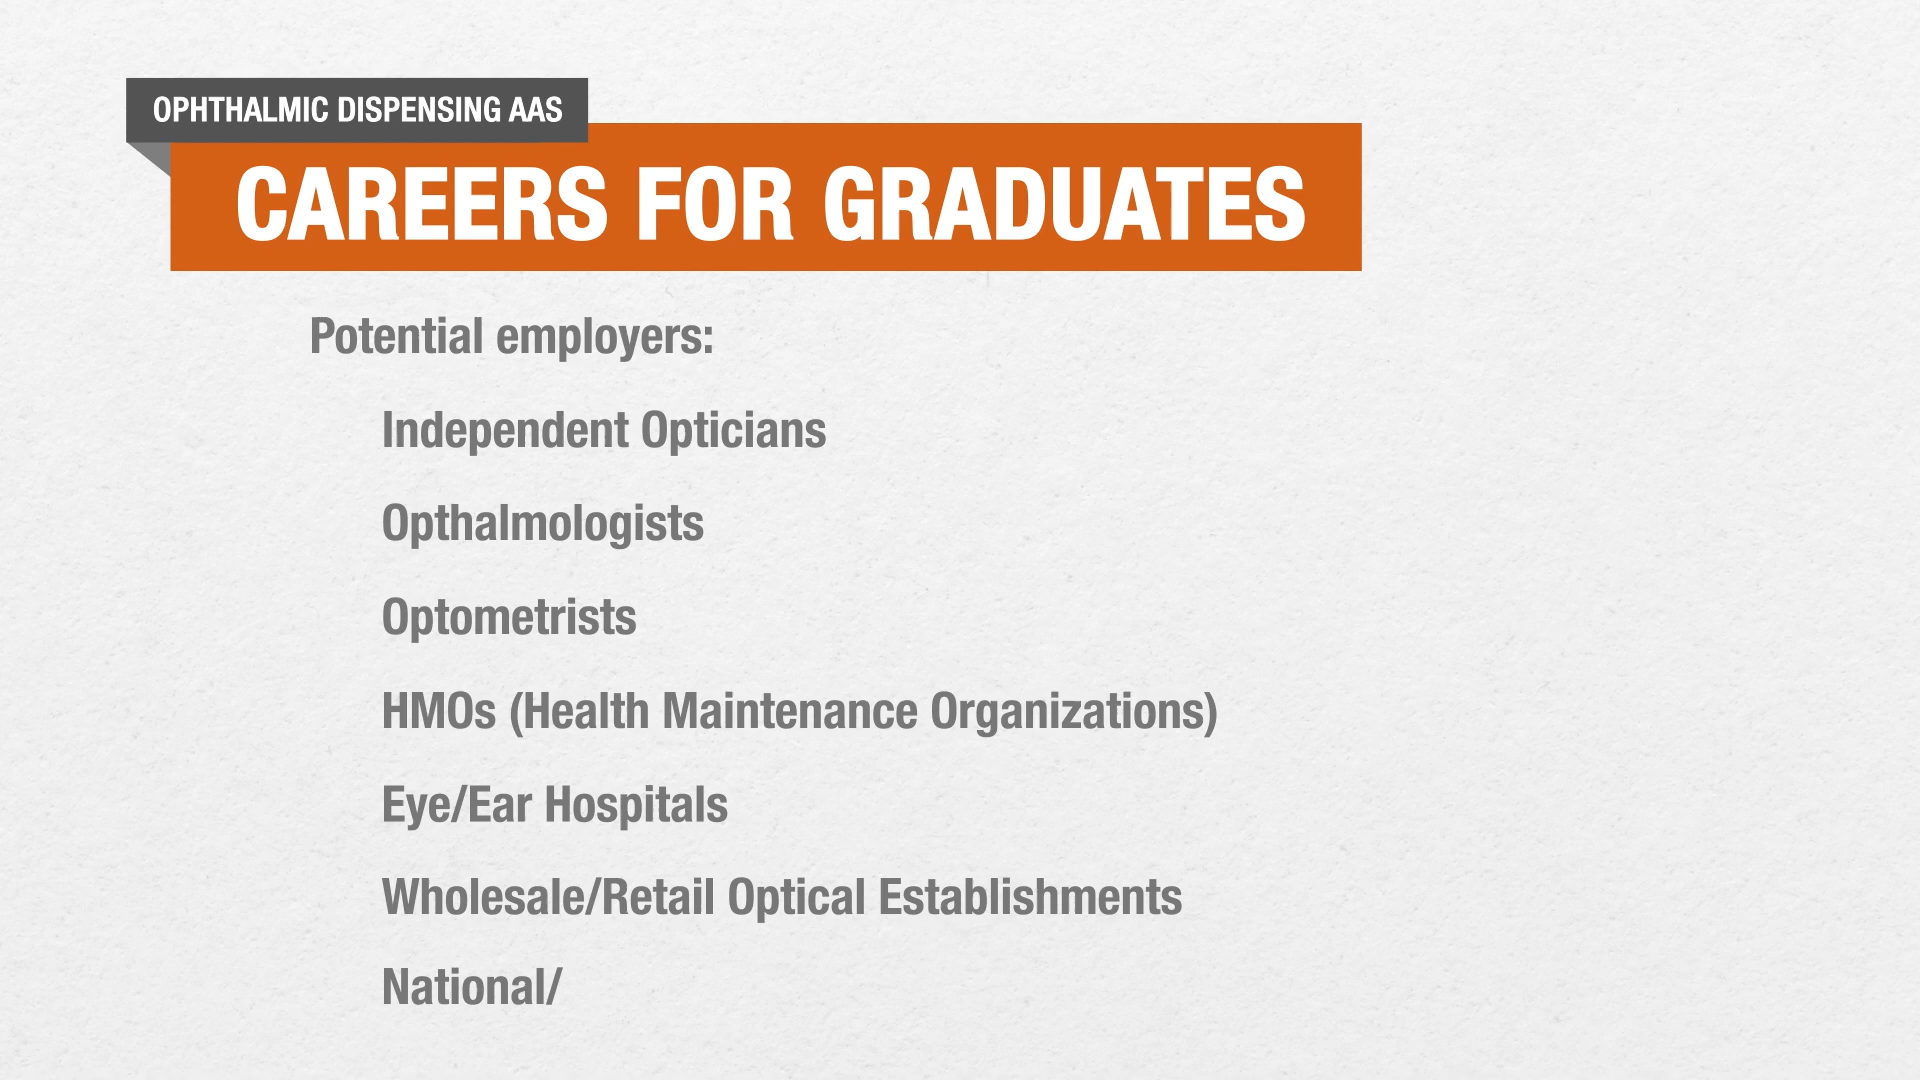 OPHTHALMIC DISPENSING AAS
CAREERS FOR GRADUATES
Potential employers:
Independent Opticians
Opthalmologists
Optometrists
HMOs (Health Maintenance Organizations)
Eye/Ear Hospitals
Wholesale/Retail Optical Establishments
National/